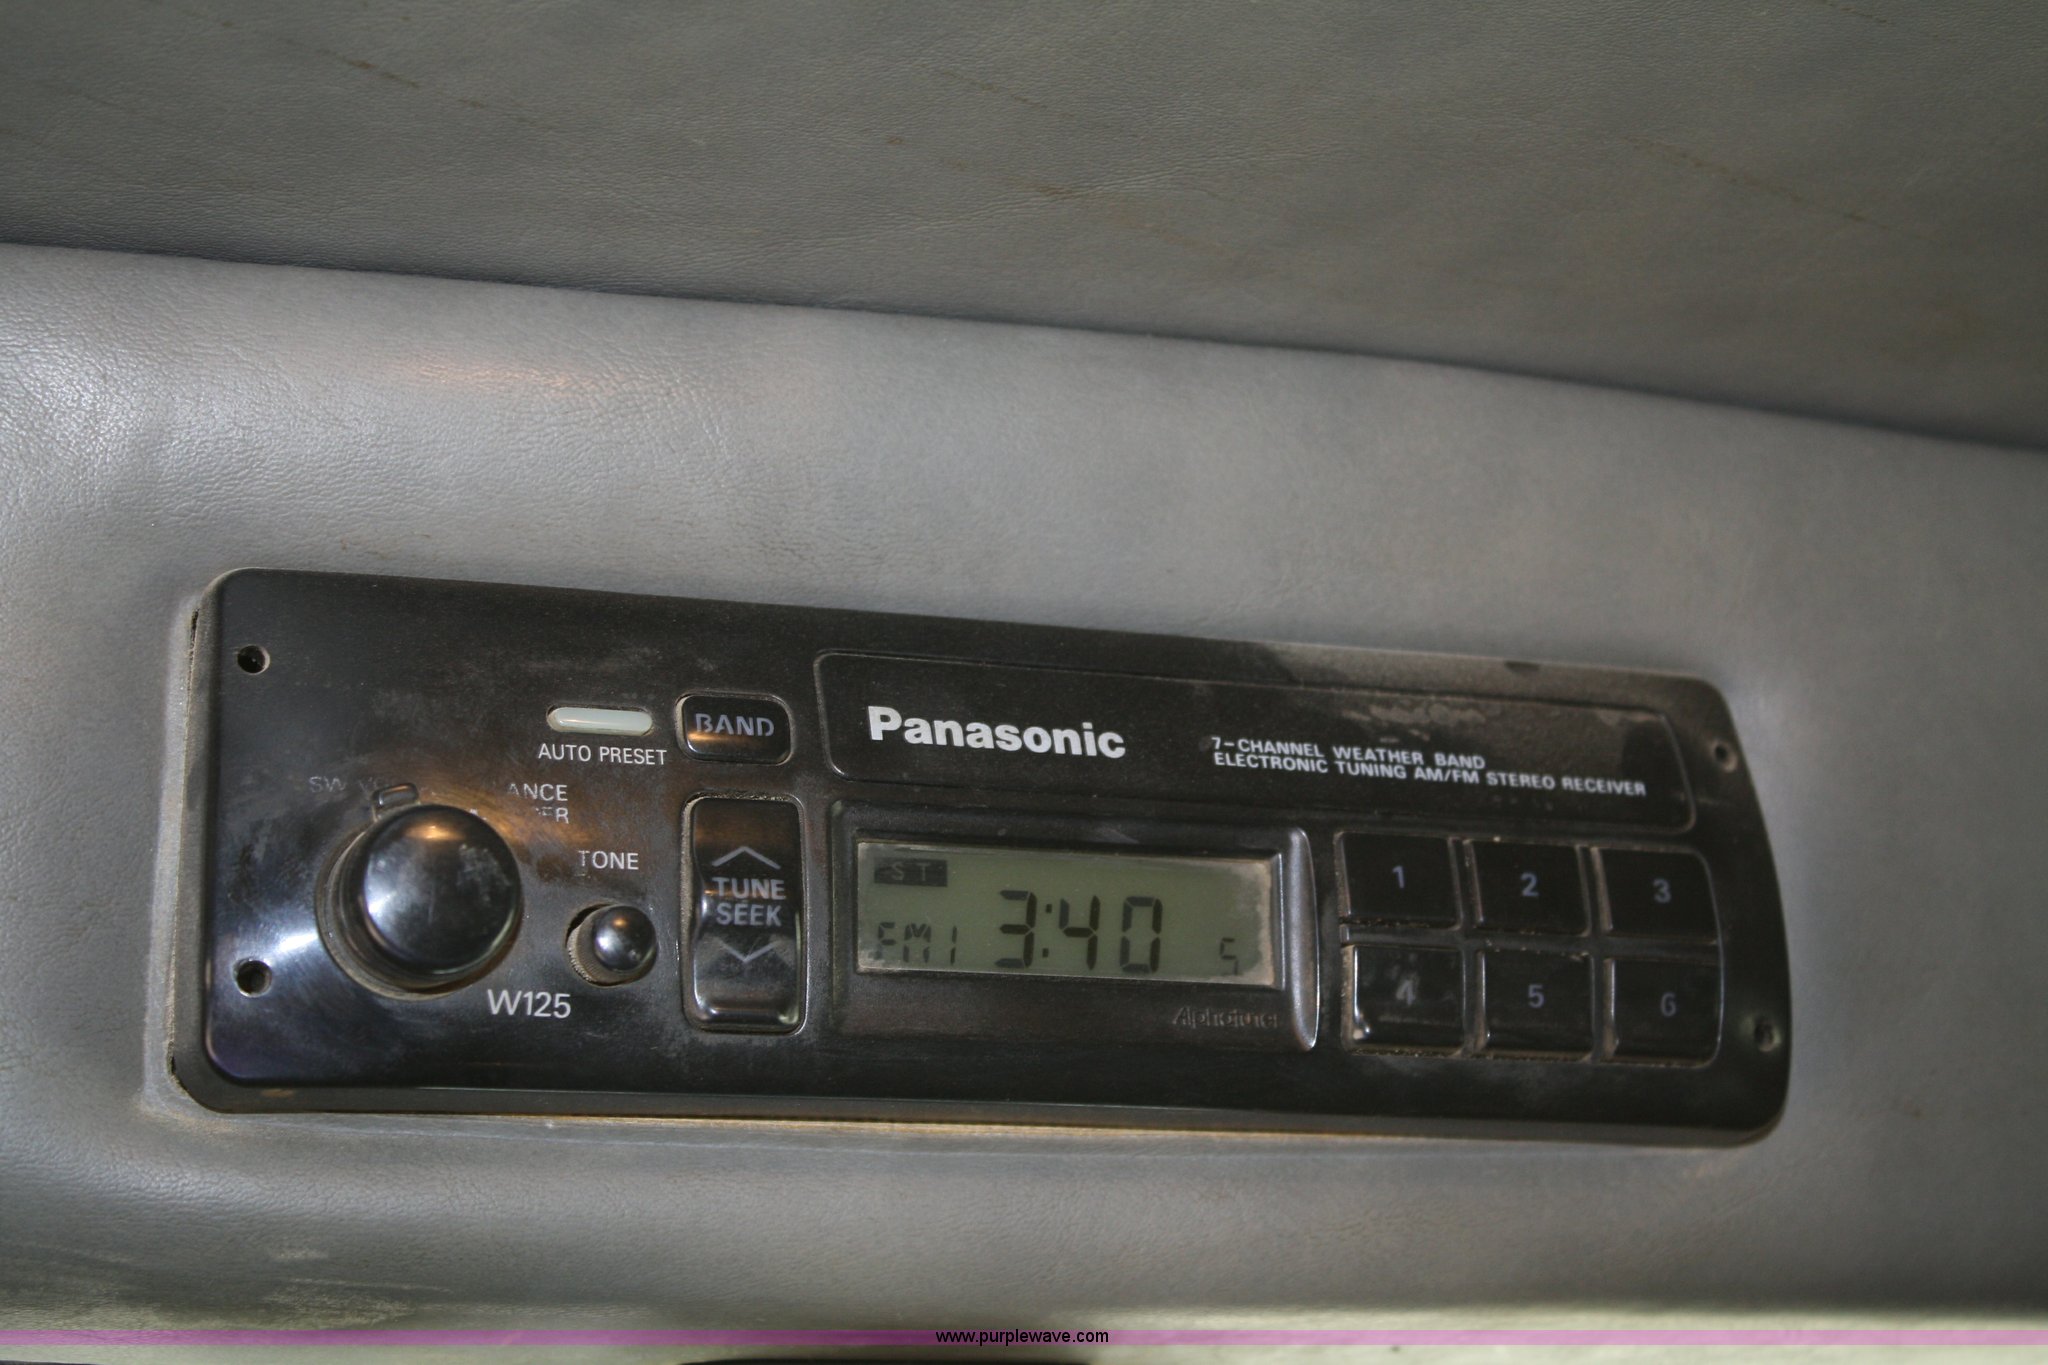 Panasonic
7-CHANNEL WEATHER BAND
ELECTRONIC TUNING AM/FM STEREO RECEIVER
AUTO PRESET
BAND
TONE
TUNE
SEEK
W125
ST
FM1 3:40 5
1 2 3
4 5 6
www.purplewave.com